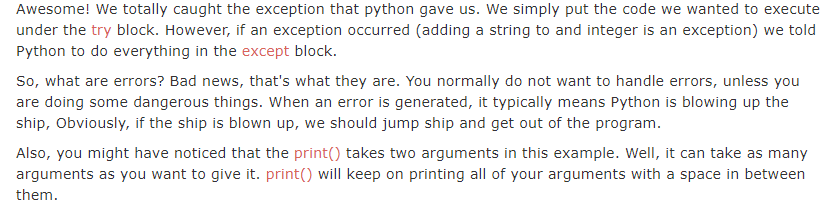 Awesome! We totally caught the exception that python gave us. We simply put the code we wanted to execute
under the try block. However, if an exception occurred (adding a string to and integer is an exception) we told
Python to do everything in the except block.
So, what are errors? Bad news, that's what they are. You normally do not want to handle errors, unless you
are doing some dangerous things. When an error is generated, it typically means Python is blowing up the
ship, Obviously, if the ship is blown up, we should jump ship and get out of the program.
Also, you might have noticed that the print() takes two arguments in this example. Well, it can take as many
arguments as you want to give it. print() will keep on printing all of your arguments with a space in between
them.